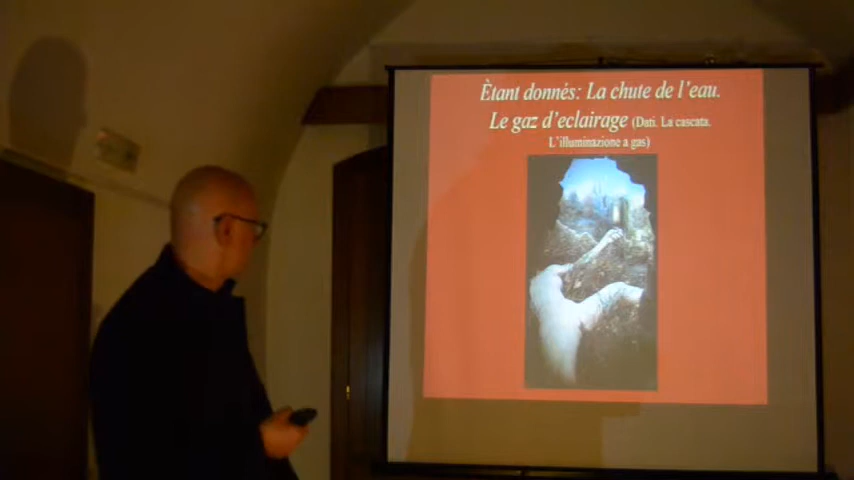 Ètant donnés: La chute de l'eau.
Le gaz d'eclairage (Dati. La cascata.
L'illuminazione a gas)